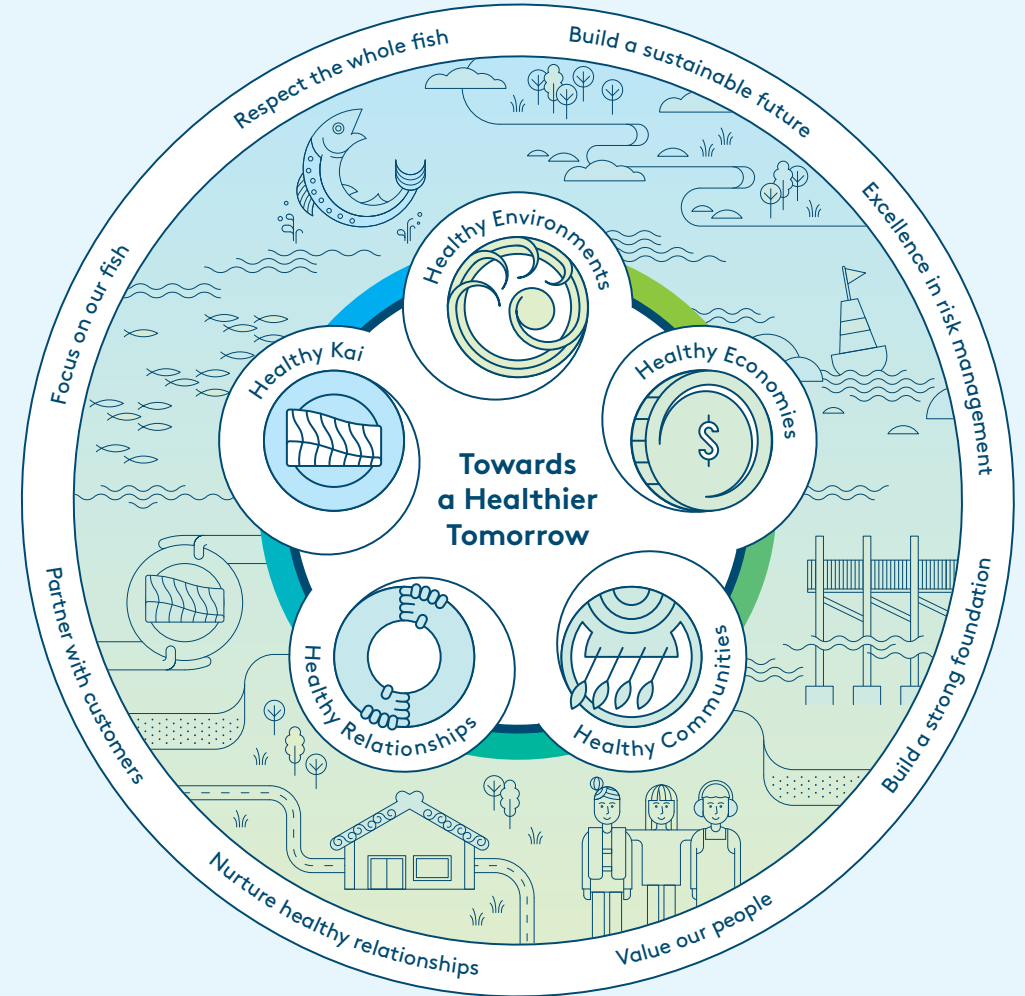 Respect the whole fish
Build a sustainable future
Excellence in risk management
Build a strong foundation
Value our people
Nurture healthy relationships
Partner with customers
Focus on our fish
Healthy Environments
Healthy Economies
$
Healthy Communities
Healthy Relationships
Healthy Kai
Towards
a Healthier
Tomorrow